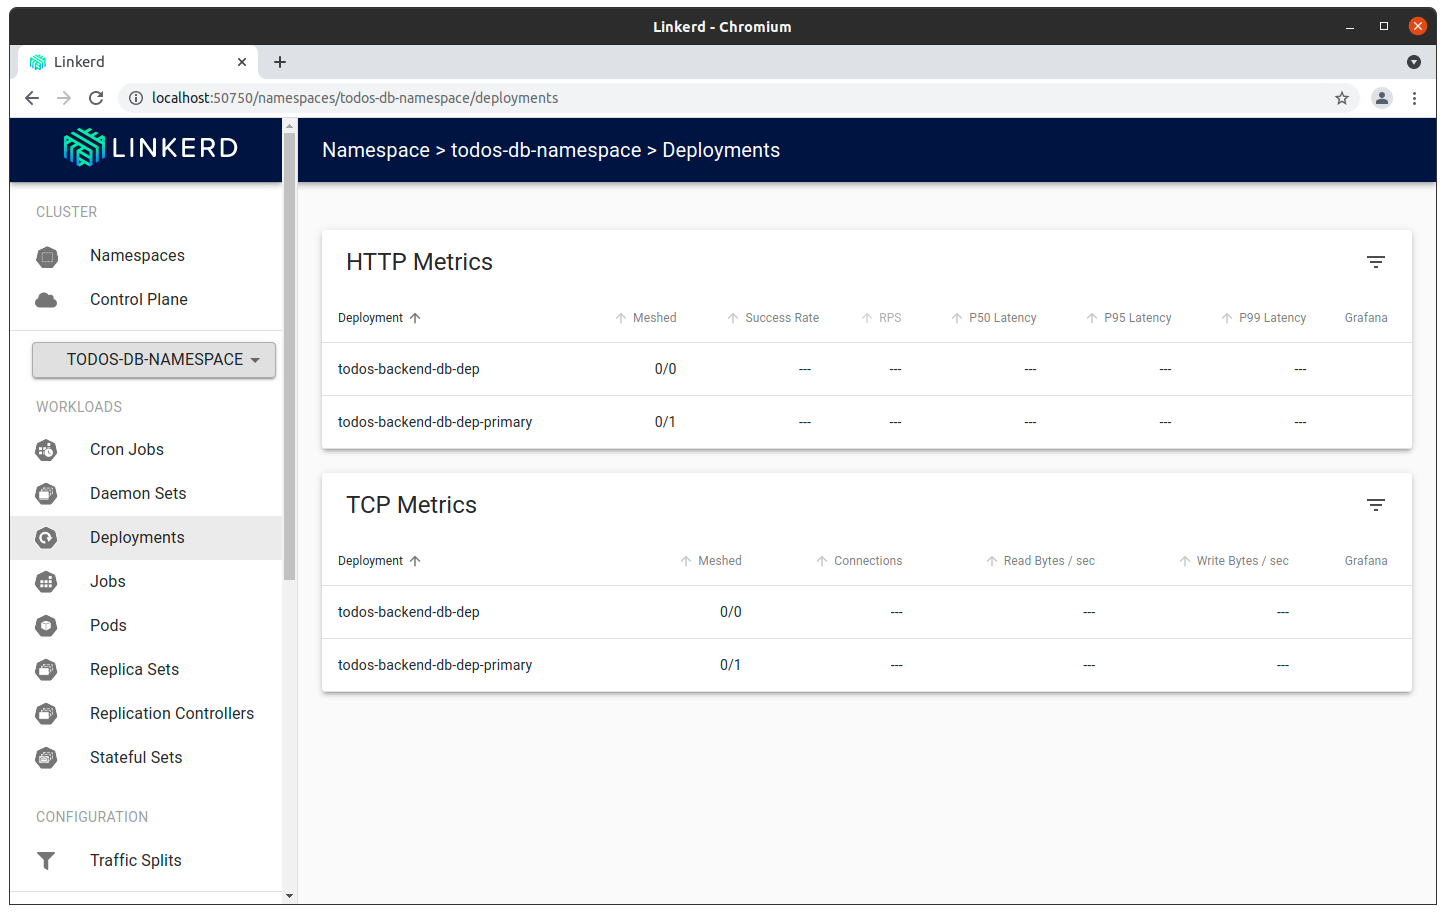 Linkerd - Chromium
Linkerd
localhost:50750/namespaces/todos-db-namespace/deployments
LINKERD
Namespace > todos-db-namespace > Deployments
CLUSTER
Namespaces
Control Plane
TODOS-DB-NAMESPACE
WORKLOADS
Cron Jobs
Daemon Sets
Deployments
Jobs
Pods
Replica Sets
Replication Controllers
Stateful Sets
CONFIGURATION
Traffic Splits
HTTP Metrics
Deployment Meshed Success Rate RPS P50 Latency P95 Latency P99 Latency Grafana
todos-backend-db-dep 0/0 --- --- --- --- ---
todos-backend-db-dep-primary 0/1 --- --- --- --- ---
TCP Metrics
Deployment Meshed Connections Read Bytes / sec Write Bytes / sec Grafana
todos-backend-db-dep 0/0 --- --- ---
todos-backend-db-dep-primary 0/1 --- --- ---